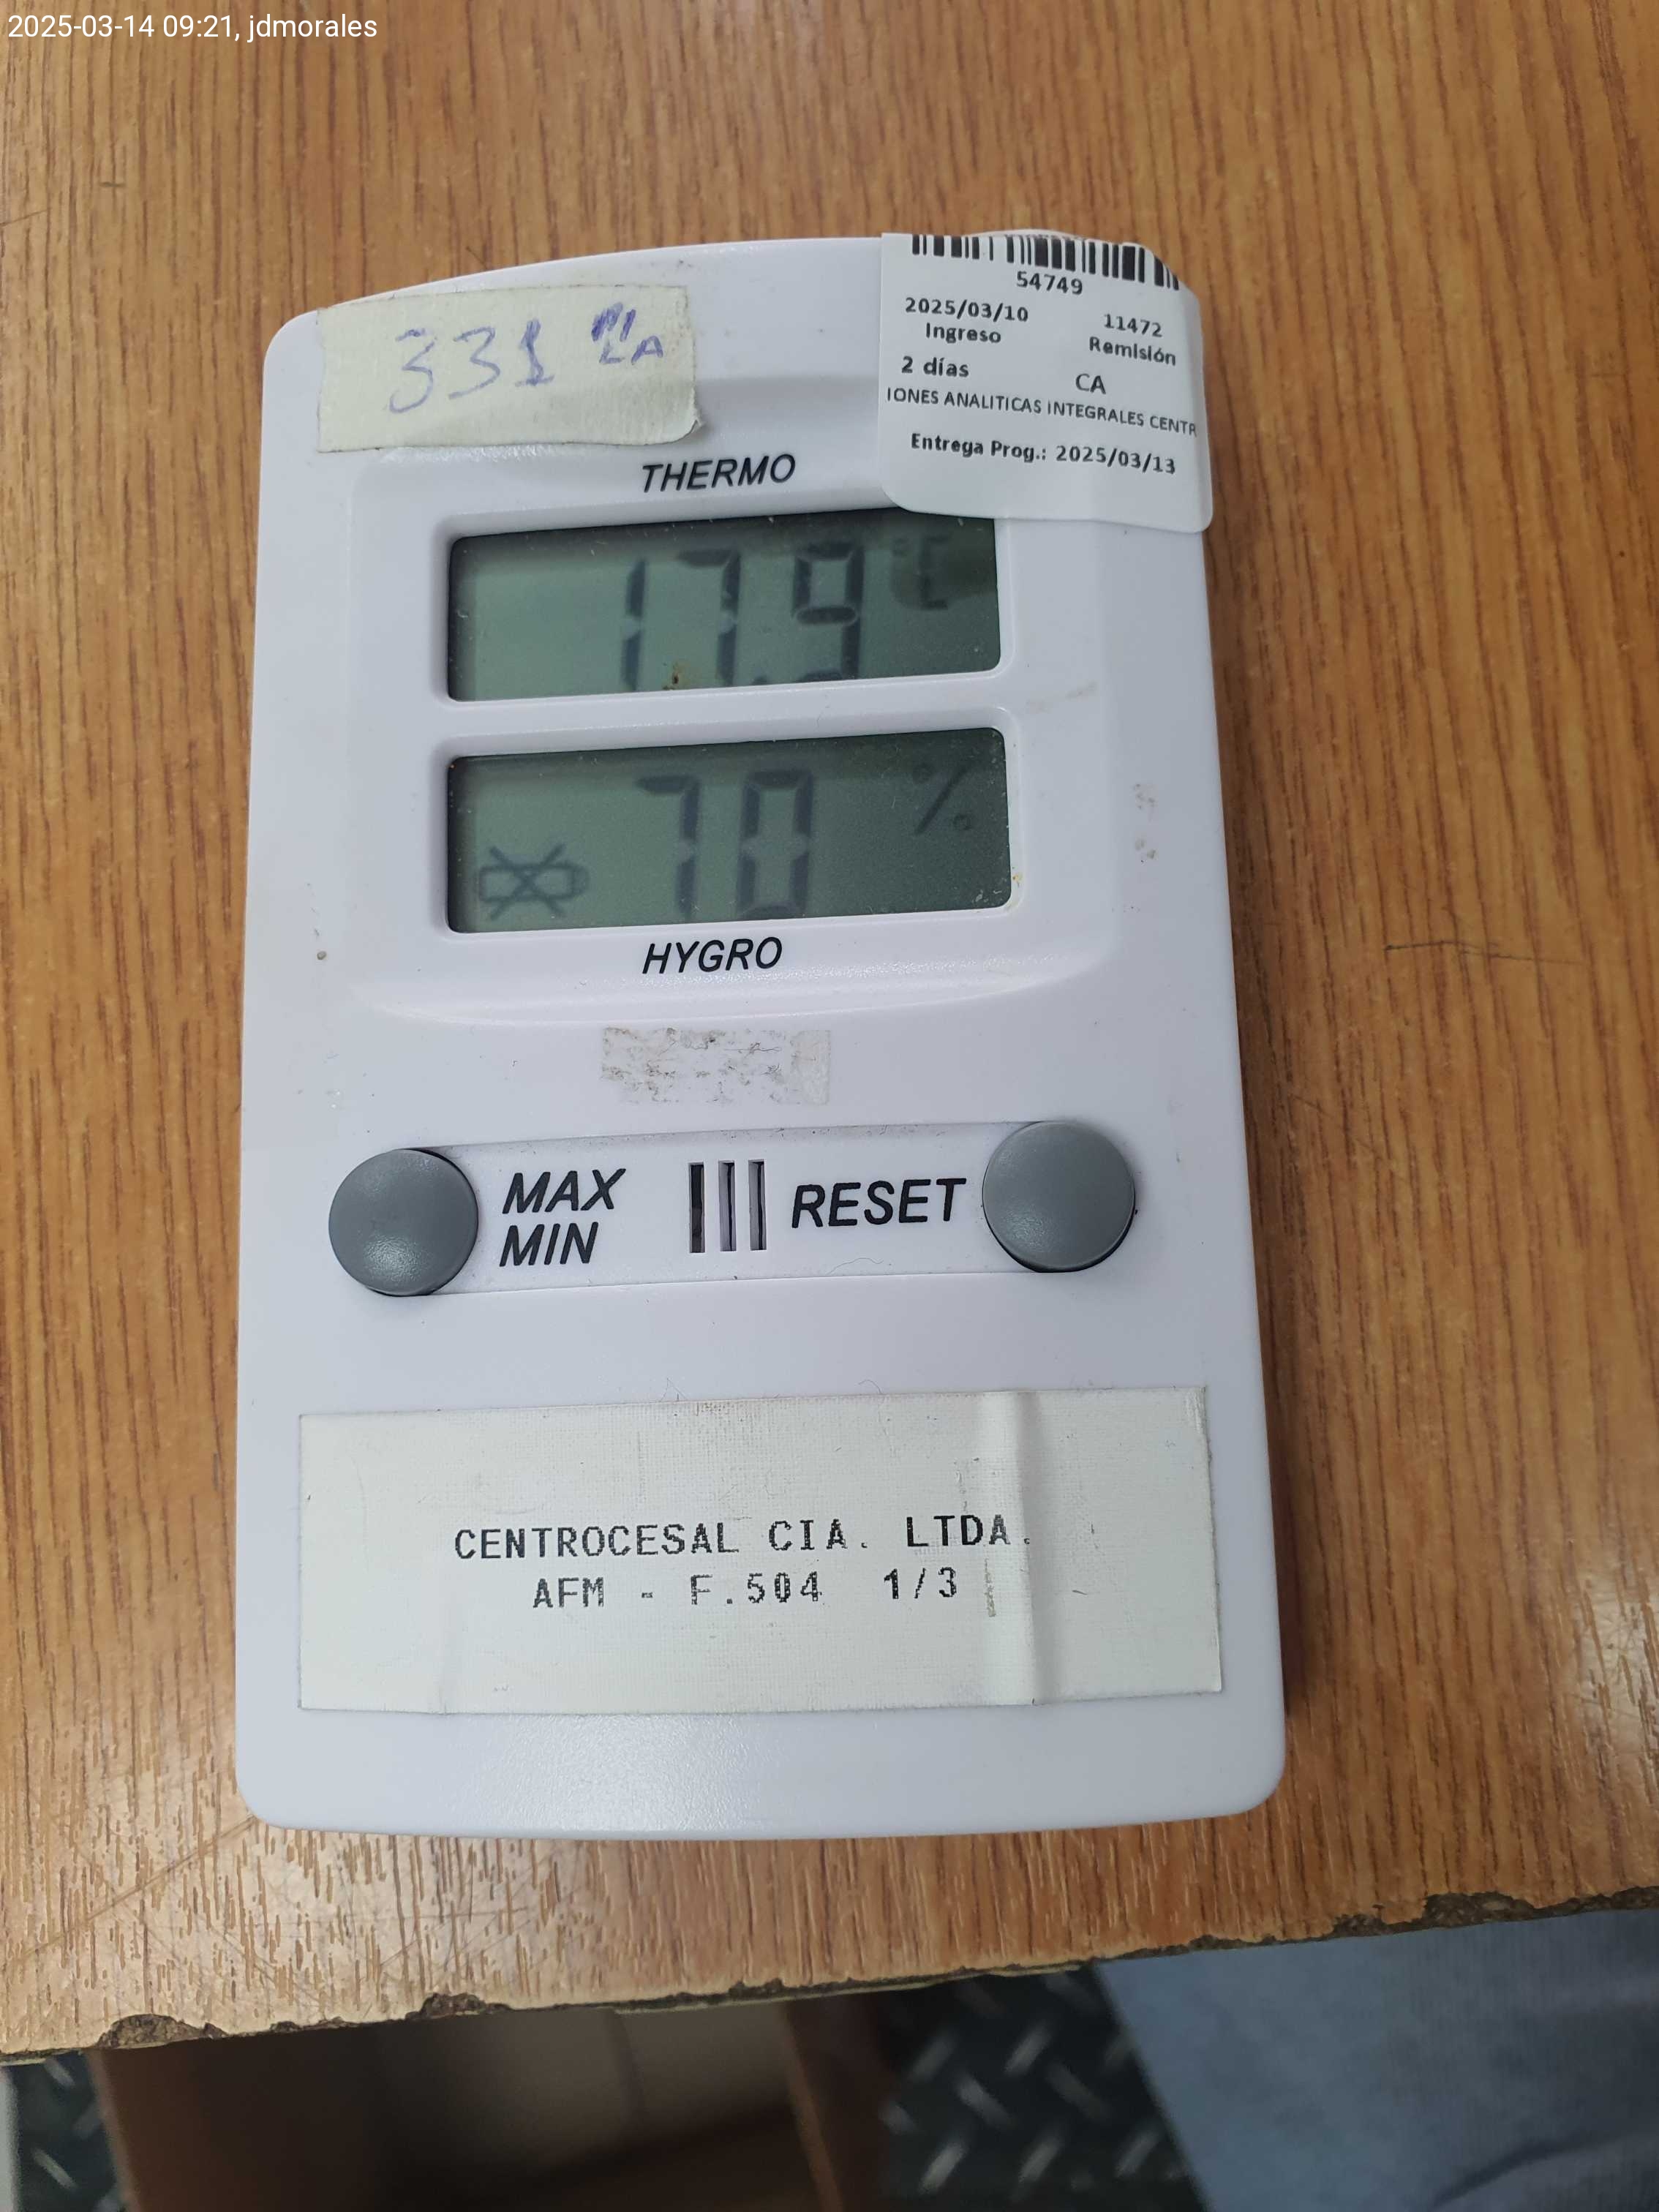 2025-03-14 09:21, jdmorales
54749
2025/03/10 11472
Ingreso Remisión
2 días CA
IONES ANALITICAS INTEGRALES CENTR
Entrega Prog.: 2025/03/13
331
THERMO
17.9 °C
70 %
HYGRO
MAX
MIN
RESET
CENTROCESAL CIA. LTDA.
AFM - F.504 1/3